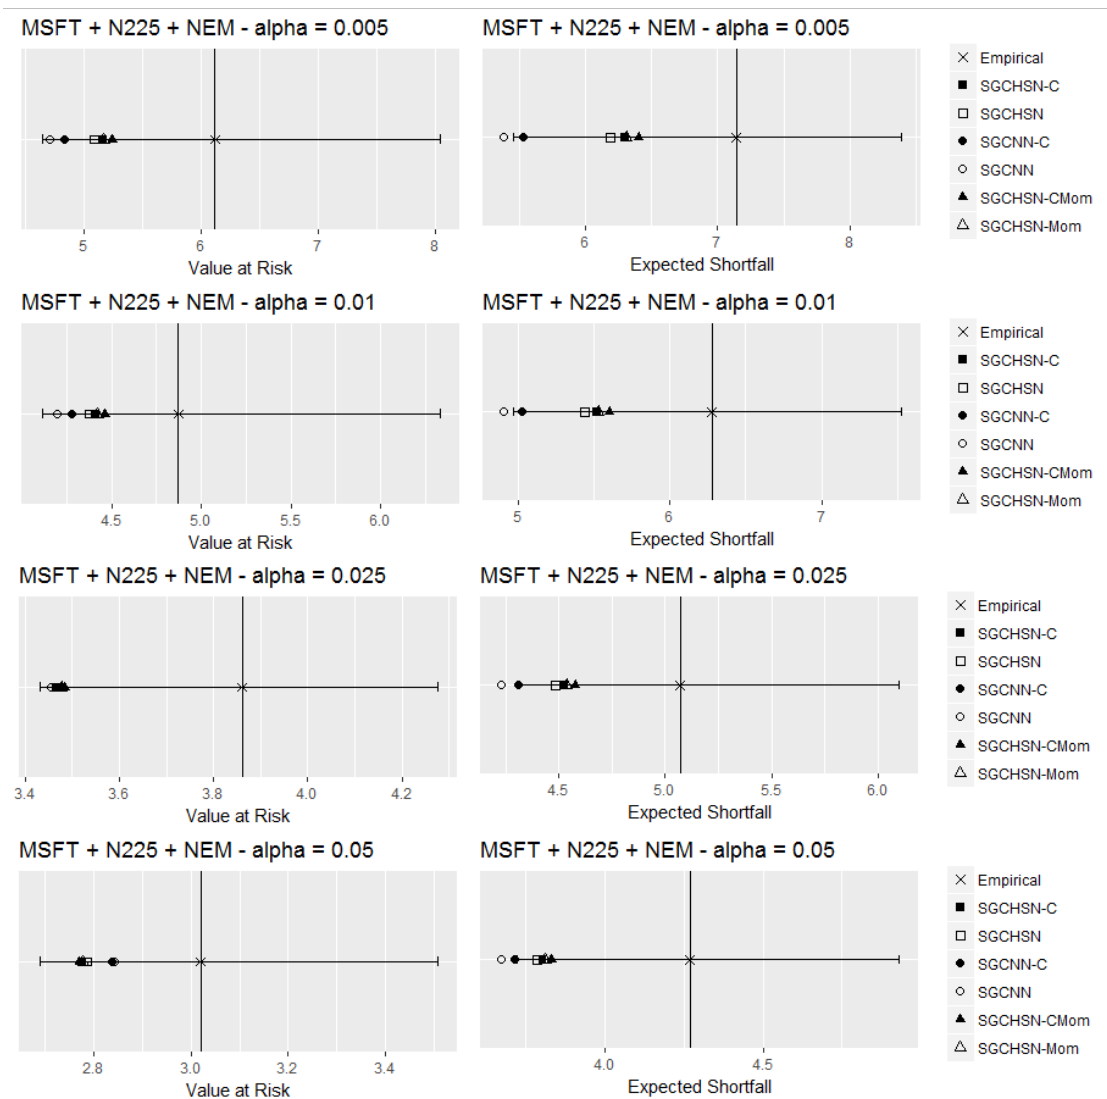 MSFT + N225 + NEM - alpha = 0.005
5 6 7 8
Value at Risk
MSFT + N225 + NEM - alpha = 0.005
6 7 8
Expected Shortfall
Empirical
SGCHSN-C
SGCHSN
SGCNN-C
SGCNN
SGCHSN-CMom
SGCHSN-Mom
MSFT + N225 + NEM - alpha = 0.01
4.5 5.0 5.5 6.0
Value at Risk
MSFT + N225 + NEM - alpha = 0.01
5 6 7
Expected Shortfall
Empirical
SGCHSN-C
SGCHSN
SGCNN-C
SGCNN
SGCHSN-CMom
SGCHSN-Mom
MSFT + N225 + NEM - alpha = 0.025
3.4 3.6 3.8 4.0 4.2
Value at Risk
MSFT + N225 + NEM - alpha = 0.025
4.5 5.0 5.5 6.0
Expected Shortfall
Empirical
SGCHSN-C
SGCHSN
SGCNN-C
SGCNN
SGCHSN-CMom
SGCHSN-Mom
MSFT + N225 + NEM - alpha = 0.05
2.8 3.0 3.2 3.4
Value at Risk
MSFT + N225 + NEM - alpha = 0.05
4.0 4.5
Expected Shortfall
Empirical
SGCHSN-C
SGCHSN
SGCNN-C
SGCNN
SGCHSN-CMom
SGCHSN-Mom